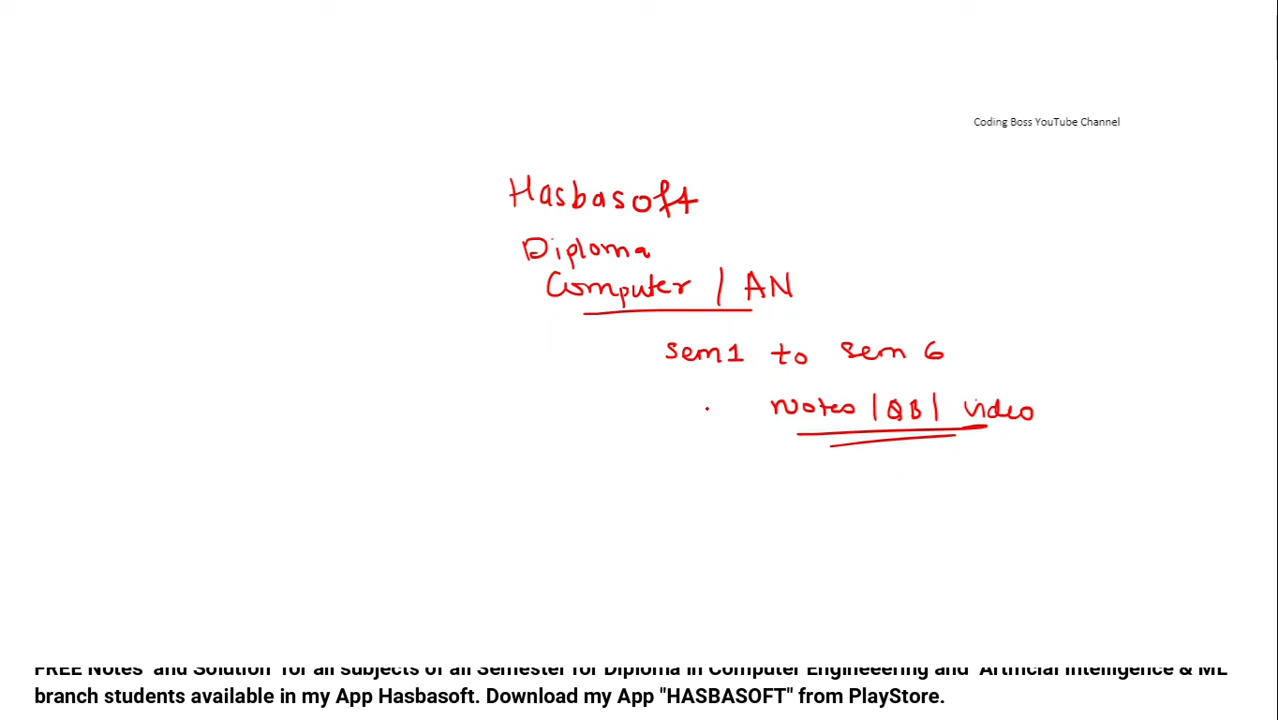 Coding Boss YouTube Channel
Hasbasoft
Diploma
Computer | AN
Sem 1 to Sem 6
Notes | QB | video
FREE Notes and Solution for all subjects of all Semester for Diploma in Computer Engineeering and Artificial Intelligence & ML
branch students available in my App Hasbasoft. Download my App "HASBASOFT" from PlayStore.